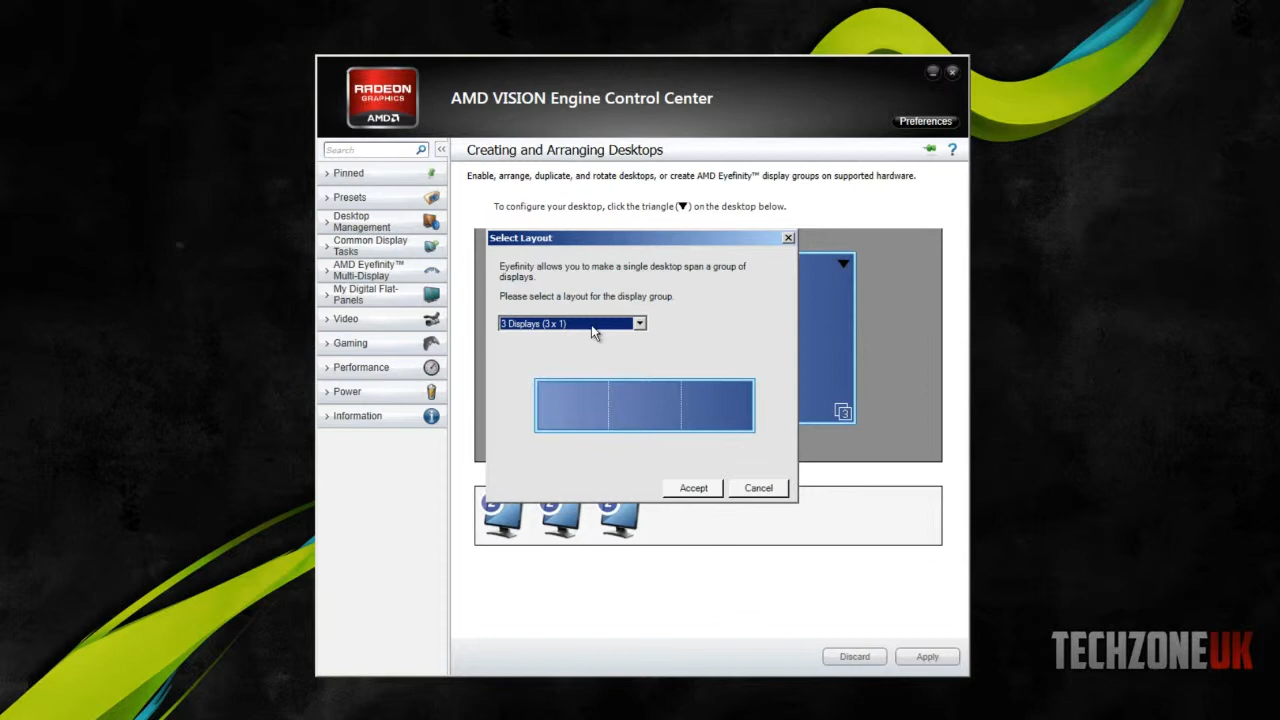 RADEON
GRAPHICS
AMD
AMD VISION Engine Control Center
Preferences
Search
<<
Creating and Arranging Desktops
?
Pinned
Presets
Desktop
Management
Common Display
Tasks
AMD Eyefinity™
Multi-Display
My Digital Flat-
Panels
Video
Gaming
Performance
Power
Information
Enable, arrange, duplicate, and rotate desktops, or create AMD Eyefinity™ display groups on supported hardware.
To configure your desktop, click the triangle (▼) on the desktop below.
Select Layout
Eyefinity allows you to make a single desktop span a group of
displays.
Please select a layout for the display group.
3 Displays (3 x 1)
3
Accept
Cancel
2
2
2
Discard
Apply
TECHZONEUK